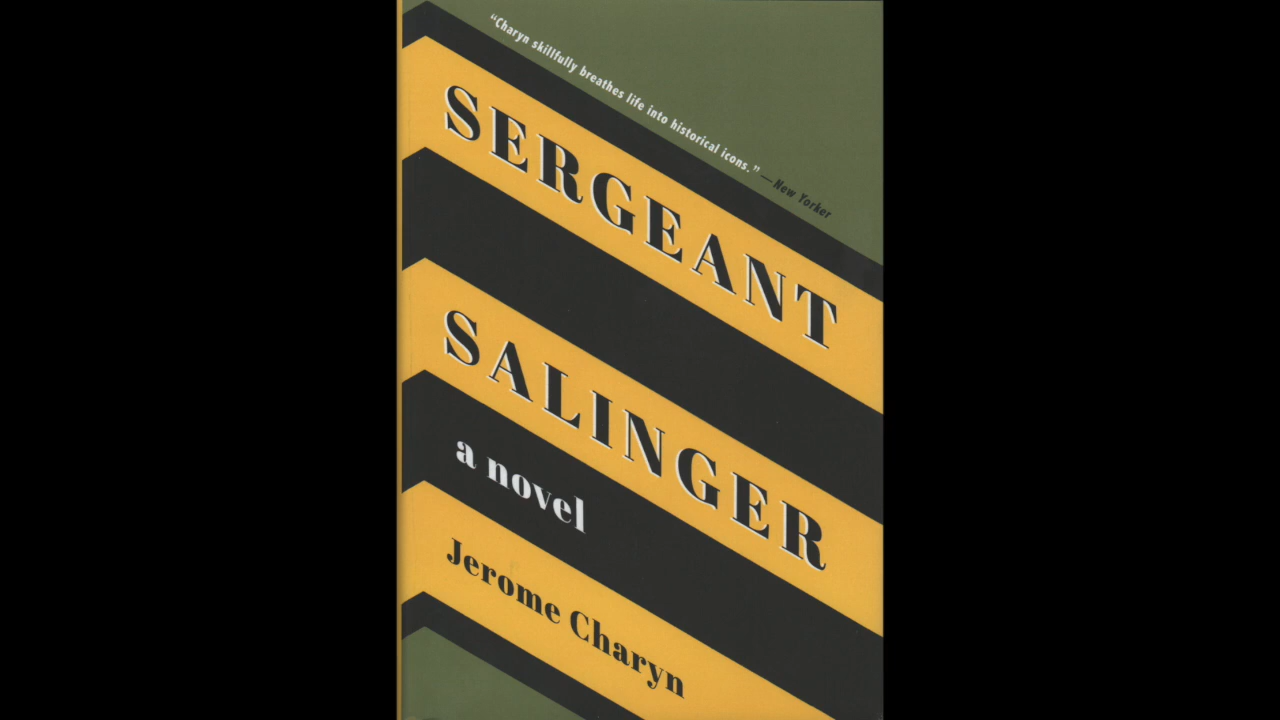 “Charyn skillfully breathes life into historical icons.” —New Yorker
SERGEANT
SALINGER
a novel
Jerome Charyn